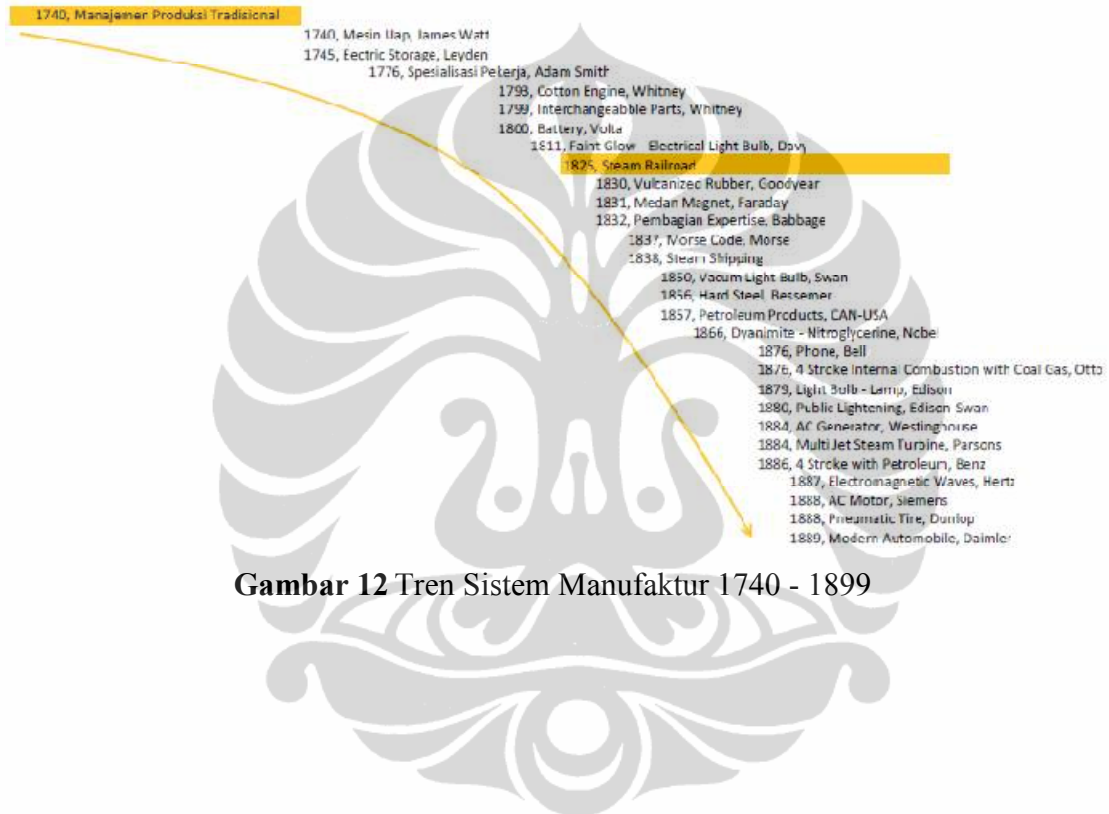 1740, Manajemen Produksi Tradisional
1740, Mesin Uap, James Watt
1745, Eectric Storage, Leyden
1776, Spesialisasi Pekerja, Adam Smith
1793, Cotton Engine, Whitney
1799, Interchangeabble Parts, Whitney
1800, Battery, Volta
1811, Faint Glow - Electrical Light Bulb, Davy
1825, Steam Railroad
1830, Vulcanized Rubber, Goodyear
1831, Medan Magnet, Faraday
1832, Pembagian Expertise, Babbage
1837, Morse Code, Morse
1838, Steam Shipping
1850, Vacum Light Bulb, Swan
1856, Hard Steel, Bessemer
1857, Petroleum Products, CAN-USA
1866, Dyanimite - Nitroglycerine, Nobel
1876, Phone, Bell
1876, 4 Stroke Internal Combustion with Coal Gas, Otto
1879, Light Bulb - Lamp, Edison
1880, Public Lightening, Edison Swan
1884, AC Generator, Westinghouse
1884, Multi Jet Steam Turbine, Parsons
1886, 4 Stroke with Petroleum, Benz
1887, Electromagnetic Waves, Hertz
1888, AC Motor, Siemens
1888, Pneumatic Tire, Dunlop
1889, Modern Automobile, Daimler
Gambar 12 Tren Sistem Manufaktur 1740 - 1899